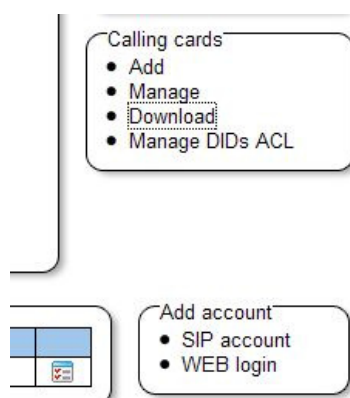 Calling cards
Add
Manage
Download
Manage DIDs ACL
Add account
SIP account
WEB login